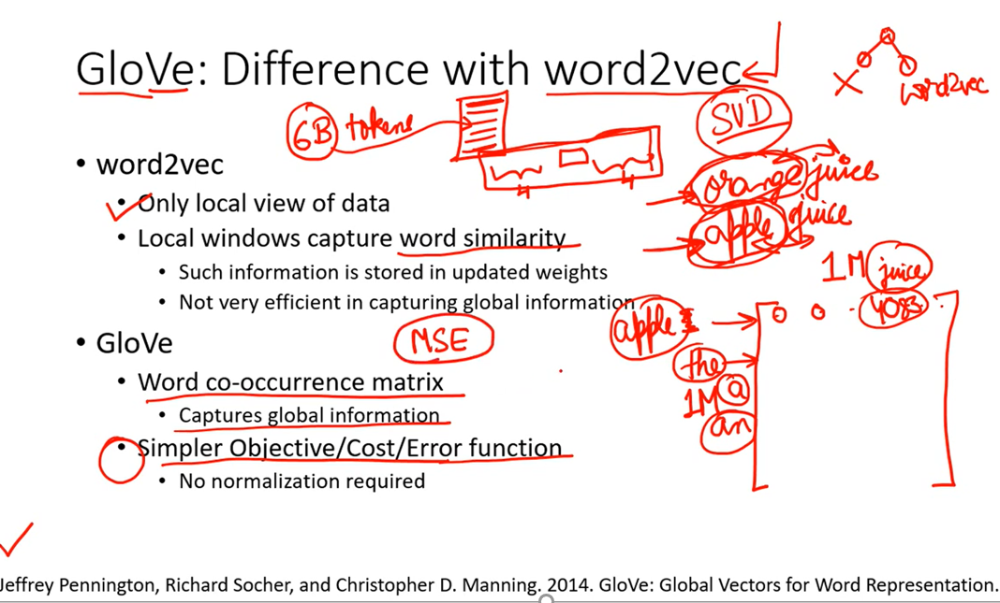 GloVe: Difference with word2vec
word2vec
SVD
6B tokens
• word2vec
orange juice
• Only local view of data
apple juice
• Local windows capture word similarity
1M juice
• Such information is stored in updated weights
• Not very efficient in capturing global information
apple
0 0 . 4083 . .
• GloVe
MSE
the
• Word co-occurrence matrix
1M a
• Captures global information
an
• Simpler Objective/Cost/Error function
• No normalization required
Jeffrey Pennington, Richard Socher, and Christopher D. Manning. 2014. GloVe: Global Vectors for Word Representation.